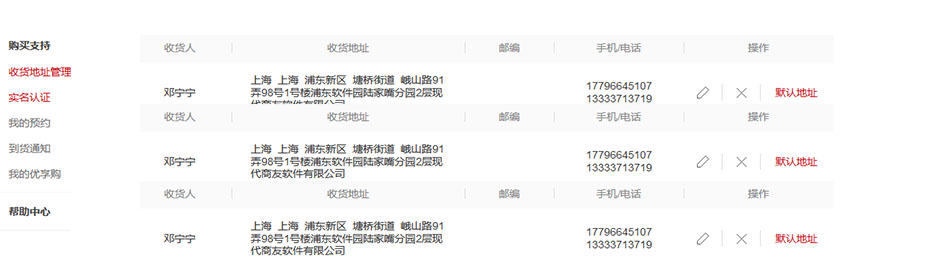 购买支持
收货地址管理
实名认证
我的预约
到货通知
我的优享购
帮助中心
收货人 收货地址 邮编 手机/电话 操作
邓宁宁 上海 上海 浦东新区 塘桥街道 峨山路91
弄98号1号楼浦东软件园陆家嘴分园2层现
代商友软件有限公司
17796645107
13333713719
默认地址
收货人 收货地址 邮编 手机/电话 操作
邓宁宁 上海 上海 浦东新区 塘桥街道 峨山路91
弄98号1号楼浦东软件园陆家嘴分园2层现
代商友软件有限公司
17796645107
13333713719
默认地址
收货人 收货地址 邮编 手机/电话 操作
邓宁宁 上海 上海 浦东新区 塘桥街道 峨山路91
弄98号1号楼浦东软件园陆家嘴分园2层现
代商友软件有限公司
17796645107
13333713719
默认地址